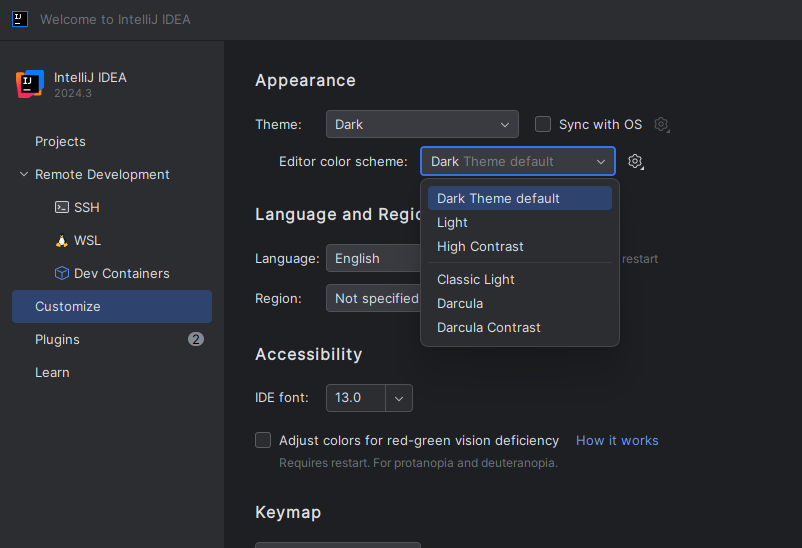 IJ Welcome to IntelliJ IDEA
IJ IntelliJ IDEA
2024.3
Projects
Remote Development
SSH
WSL
Dev Containers
Customize
Plugins 2
Learn
Appearance
Theme: Dark Sync with OS
Editor color scheme: Dark Theme default
Dark Theme default
Light
High Contrast
Classic Light
Darcula
Darcula Contrast
Language and Regio
Language: English restart
Region: Not specified
Accessibility
IDE font: 13.0
Adjust colors for red-green vision deficiency How it works
Requires restart. For protanopia and deuteranopia.
Keymap